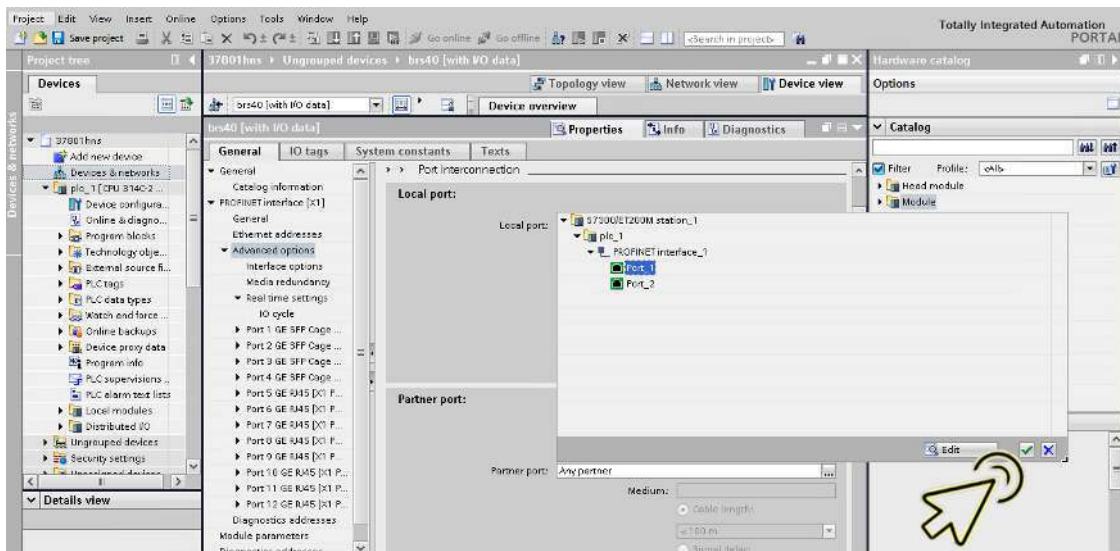 Project Edit View Insert Online Options Tools Window Help
Totally Integrated Automation
PORTAL
Save project Go online Go offline <Search in project>
Project tree
37801hns Ungrouped devices brs40 [with I/O data]
Hardware catalog
Devices
Topology view Network view Device view
Options
brs40 [with I/O data] Device overview
Devices & networks
brs40 [with I/O data]
Properties Info Diagnostics
Catalog
General IO tags System constants Texts
Filter Profile: <All>
Head module
Module
37801hns
Add new device
Devices & networks
plc_1 [CPU 314C-2 ...
Device configura...
Online & diagno...
Program blocks
Technology obje...
External source fi...
PLC tags
PLC data types
Watch and force ...
Online backups
Device proxy data
Program info
PLC supervisions ..
PLC alarm text lists
Local modules
Distributed I/O
Ungrouped devices
Security settings
Unassigned devices
Details view
General
Catalog information
PROFINET interface [X1]
General
Ethernet addresses
Advanced options
Interface options
Media redundancy
Real time settings
IO cycle
Port 1 GE SFP Cage ...
Port 2 GE SFP Cage ...
Port 3 GE SFP Cage ...
Port 4 GE SFP Cage ...
Port 5 GE RJ45 [X1 P...
Port 6 GE RJ45 [X1 P...
Port 7 GE RJ45 [X1 P...
Port 8 GE RJ45 [X1 P...
Port 9 GE RJ45 [X1 P...
Port 10 GE RJ45 [X1 P...
Port 11 GE RJ45 [X1 P...
Port 12 GE RJ45 [X1 P...
Diagnostics addresses
Module parameters
Diagnostics addresses
Port Interconnection
Local port:
Local port:
S7300/ET200M station_1
plc_1
PROFINET interface_1
Port_1
Port_2
Edit
Partner port:
Partner port: Any partner ...
Medium:
Cable length:
<100 m
Signal delay: